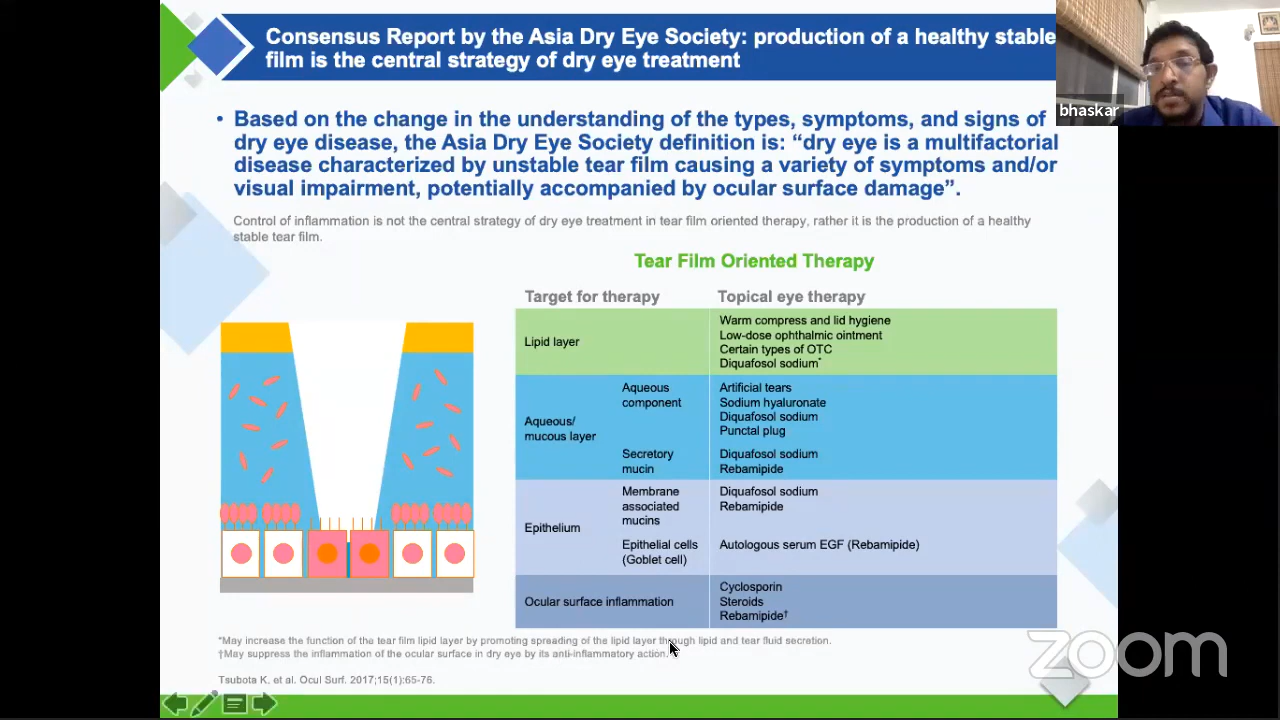 Consensus Report by the Asia Dry Eye Society: production of a healthy stable
film is the central strategy of dry eye treatment
bhaskar
• Based on the change in the understanding of the types, symptoms, and signs of
dry eye disease, the Asia Dry Eye Society definition is: “dry eye is a multifactorial
disease characterized by unstable tear film causing a variety of symptoms and/or
visual impairment, potentially accompanied by ocular surface damage”.
Control of inflammation is not the central strategy of dry eye treatment in tear film oriented therapy, rather it is the production of a healthy
stable tear film.
Tear Film Oriented Therapy
Target for therapy Topical eye therapy
Lipid layer
Warm compress and lid hygiene
Low-dose ophthalmic ointment
Certain types of OTC
Diquafosol sodium*
Aqueous/
mucous layer
Aqueous
component
Artificial tears
Sodium hyaluronate
Diquafosol sodium
Punctal plug
Secretory
mucin
Diquafosol sodium
Rebamipide
Epithelium
Membrane
associated
mucins
Diquafosol sodium
Rebamipide
Epithelial cells
(Goblet cell)
Autologous serum EGF (Rebamipide)
Ocular surface inflammation
Cyclosporin
Steroids
Rebamipide†
*May increase the function of the tear film lipid layer by promoting spreading of the lipid layer through lipid and tear fluid secretion.
†May suppress the inflammation of the ocular surface in dry eye by its anti-inflammatory action.
Tsubota K, et al. Ocul Surf. 2017;15(1):65-76.
zoom